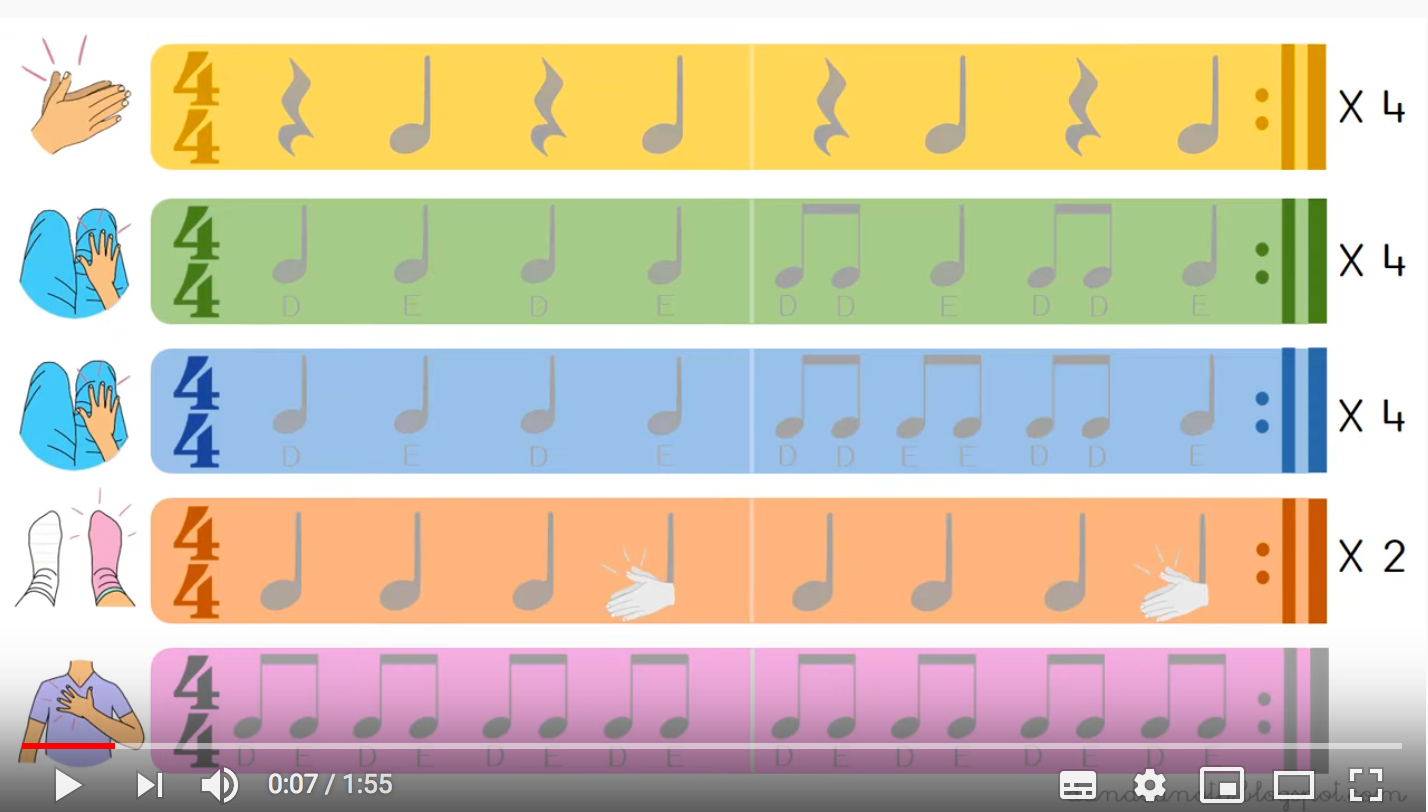 4 4 X 4
4 4 X 4
D E D E D D E D D E
4 4 X 4
D E D E D D E E D D E
4 4 X 2
4 4
D E D E D E D E D E D E D E D E
0:07 / 1:55